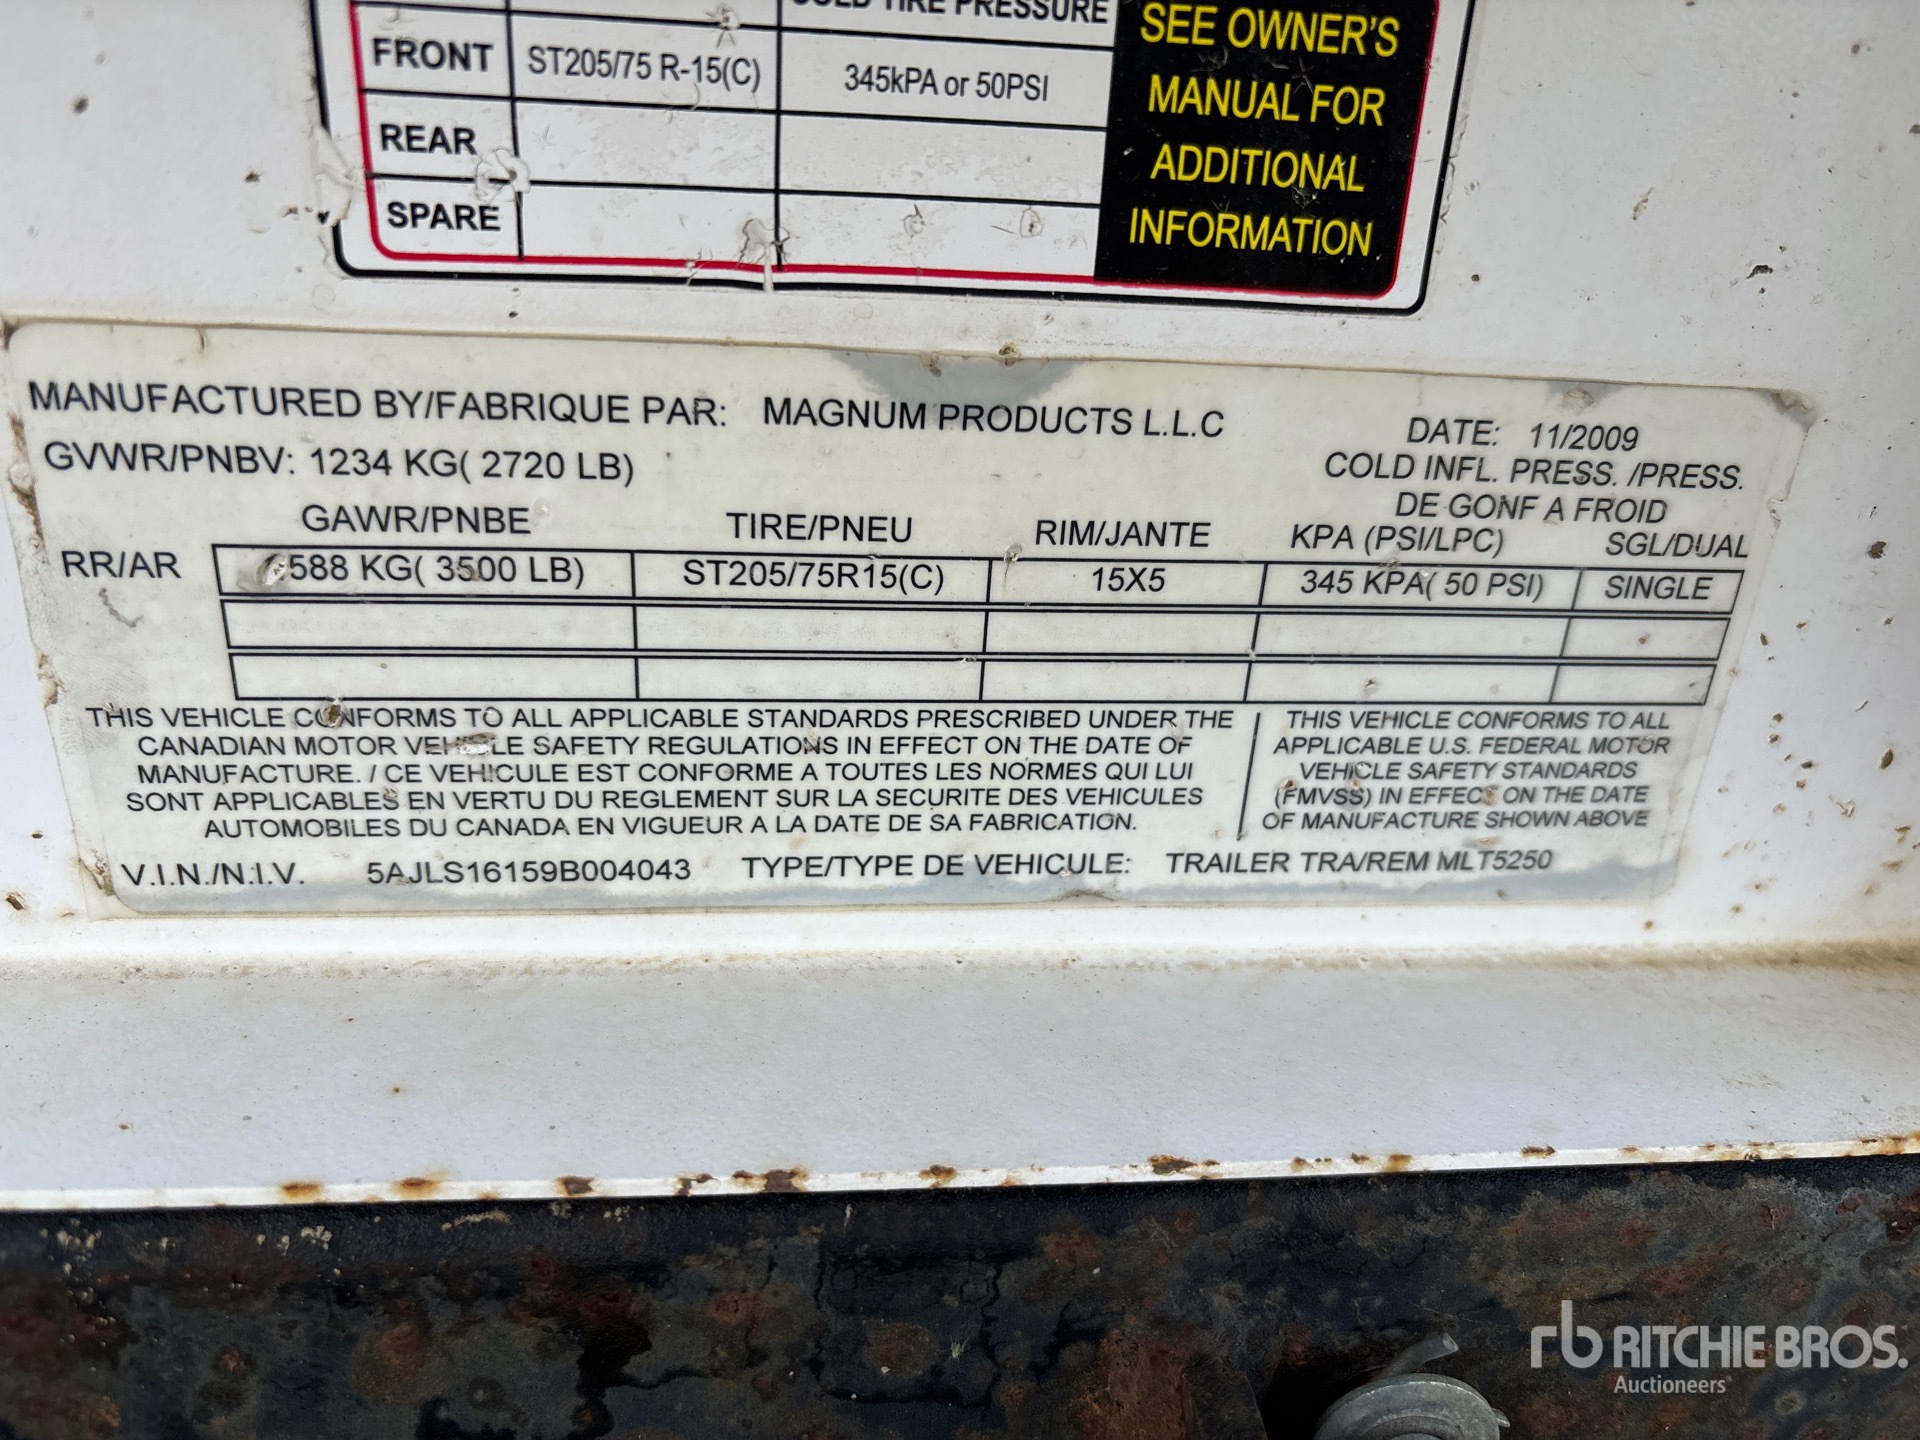 COLD TIRE PRESSURE
FRONT ST205/75 R-15(C) 345kPA or 50PSI
REAR
SPARE
SEE OWNER'S
MANUAL FOR
ADDITIONAL
INFORMATION
MANUFACTURED BY/FABRIQUE PAR: MAGNUM PRODUCTS L.L.C DATE: 11/2009
GVWR/PNBV: 1234 KG( 2720 LB) COLD INFL. PRESS. /PRESS.
DE GONF A FROID
GAWR/PNBE TIRE/PNEU RIM/JANTE KPA (PSI/LPC) SGL/DUAL
RR/AR 588 KG( 3500 LB) ST205/75R15(C) 15X5 345 KPA( 50 PSI) SINGLE
THIS VEHICLE CONFORMS TO ALL APPLICABLE STANDARDS PRESCRIBED UNDER THE
CANADIAN MOTOR VEHICLE SAFETY REGULATIONS IN EFFECT ON THE DATE OF
MANUFACTURE. / CE VEHICULE EST CONFORME A TOUTES LES NORMES QUI LUI
SONT APPLICABLES EN VERTU DU REGLEMENT SUR LA SECURITE DES VEHICULES
AUTOMOBILES DU CANADA EN VIGUEUR A LA DATE DE SA FABRICATION.
THIS VEHICLE CONFORMS TO ALL
APPLICABLE U.S. FEDERAL MOTOR
VEHICLE SAFETY STANDARDS
(FMVSS) IN EFFECT ON THE DATE
OF MANUFACTURE SHOWN ABOVE
V.I.N./N.I.V. 5AJLS16159B004043 TYPE/TYPE DE VEHICULE: TRAILER TRA/REM MLT5250
rb RITCHIE BROS.
Auctioneers